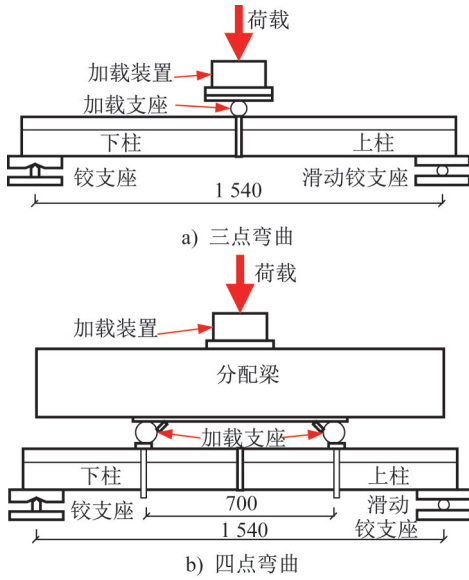 荷载
加载装置
加载支座
下柱 上柱
铰支座 滑动铰支座
1 540
a) 三点弯曲
荷载
加载装置
分配梁
加载支座
下柱 上柱
铰支座 700 滑动
1 540 铰支座
b) 四点弯曲